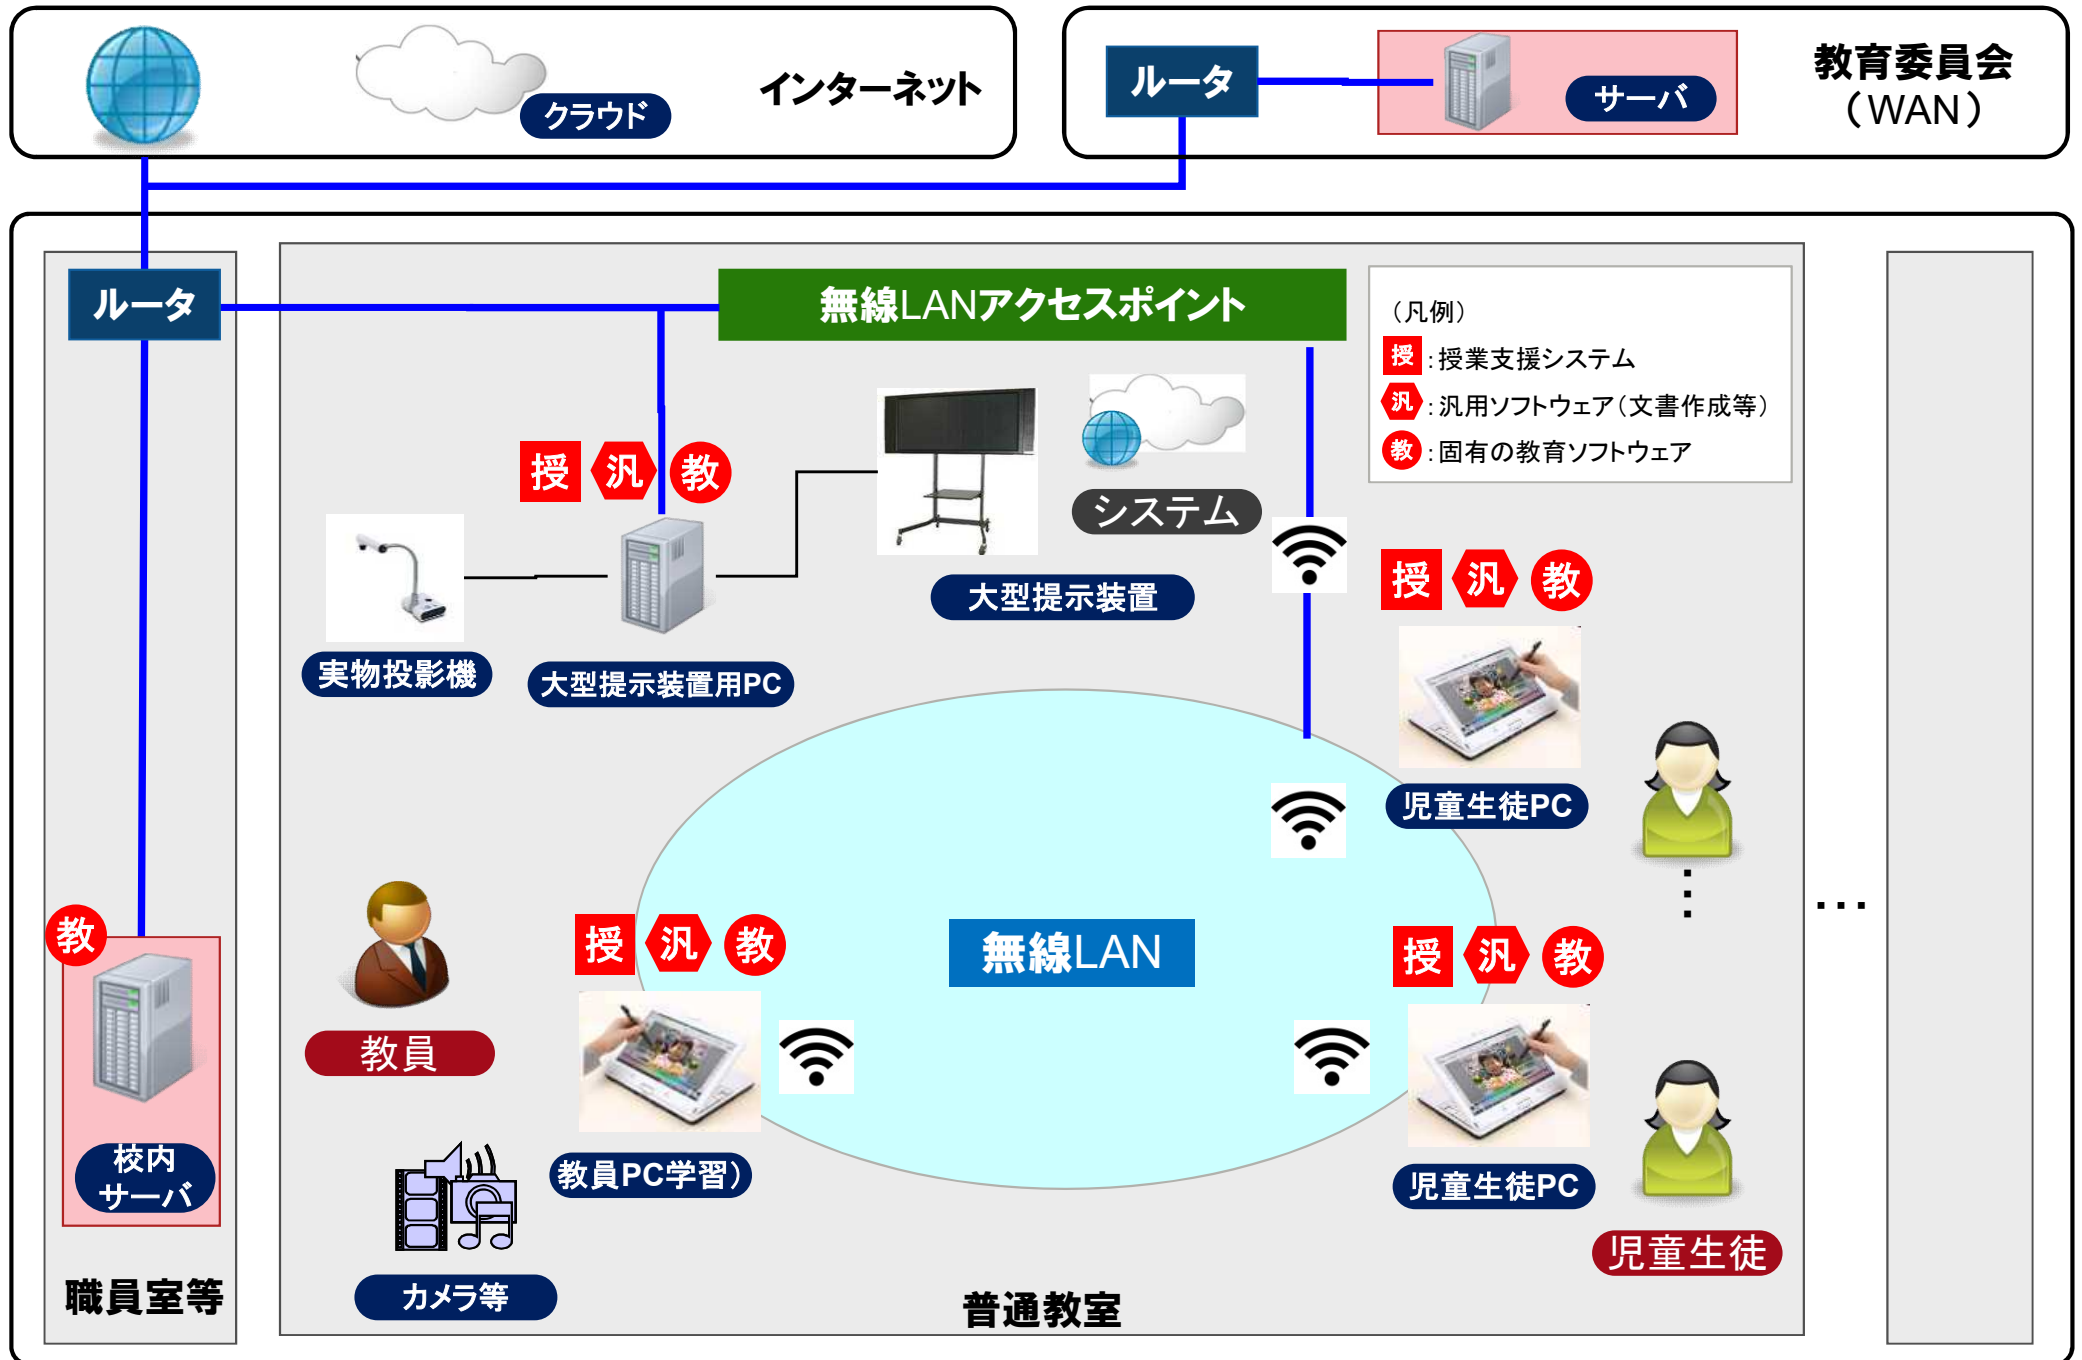 クラウド
インターネット
ルータ
サーバ
教育委員会
（WAN）
ルータ
無線LANアクセスポイント
（凡例）
授：授業支援システム
汎：汎用ソフトウェア（文書作成等）
教：固有の教育ソフトウェア
授 汎 教
システム
大型提示装置
実物投影機
大型提示装置用PC
授 汎 教
児童生徒PC
⋮
…
教
校内
サーバ
職員室等
教員
授 汎 教
無線LAN
教員PC学習）
カメラ等
授 汎 教
児童生徒PC
児童生徒
普通教室